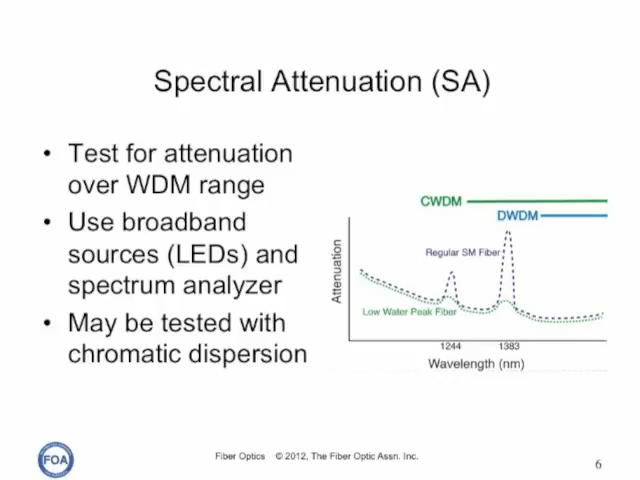 Spectral Attenuation (SA)
• Test for attenuation
over WDM range
• Use broadband
sources (LEDs) and
spectrum analyzer
• May be tested with
chromatic dispersion
CWDM
DWDM
Regular SM Fiber
Attenuation
Low Water Peak Fiber
1244 1383
Wavelength (nm)
FOA
Fiber Optics © 2012, The Fiber Optic Assn. Inc.
6